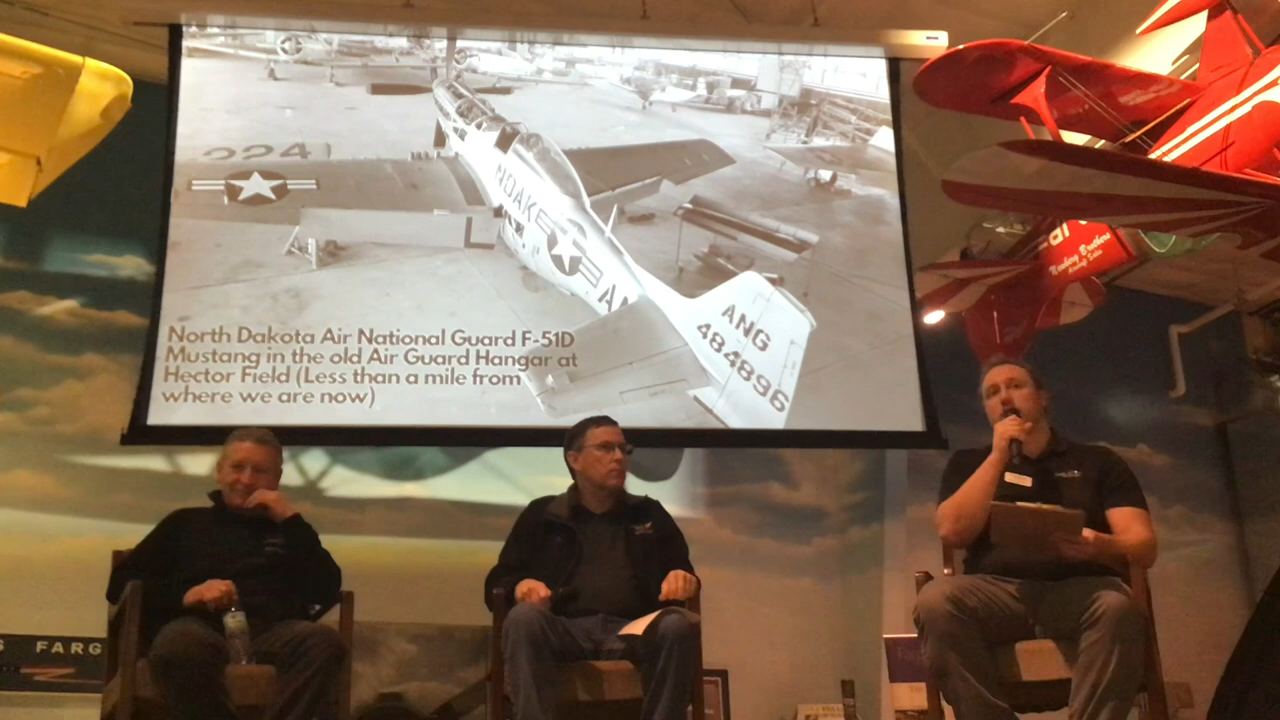 224
NDAK
ANG
484896
North Dakota Air National Guard F-51D
Mustang in the old Air Guard Hangar at
Hector Field (Less than a mile from
where we are now)
Newberg Brothers
S FARG